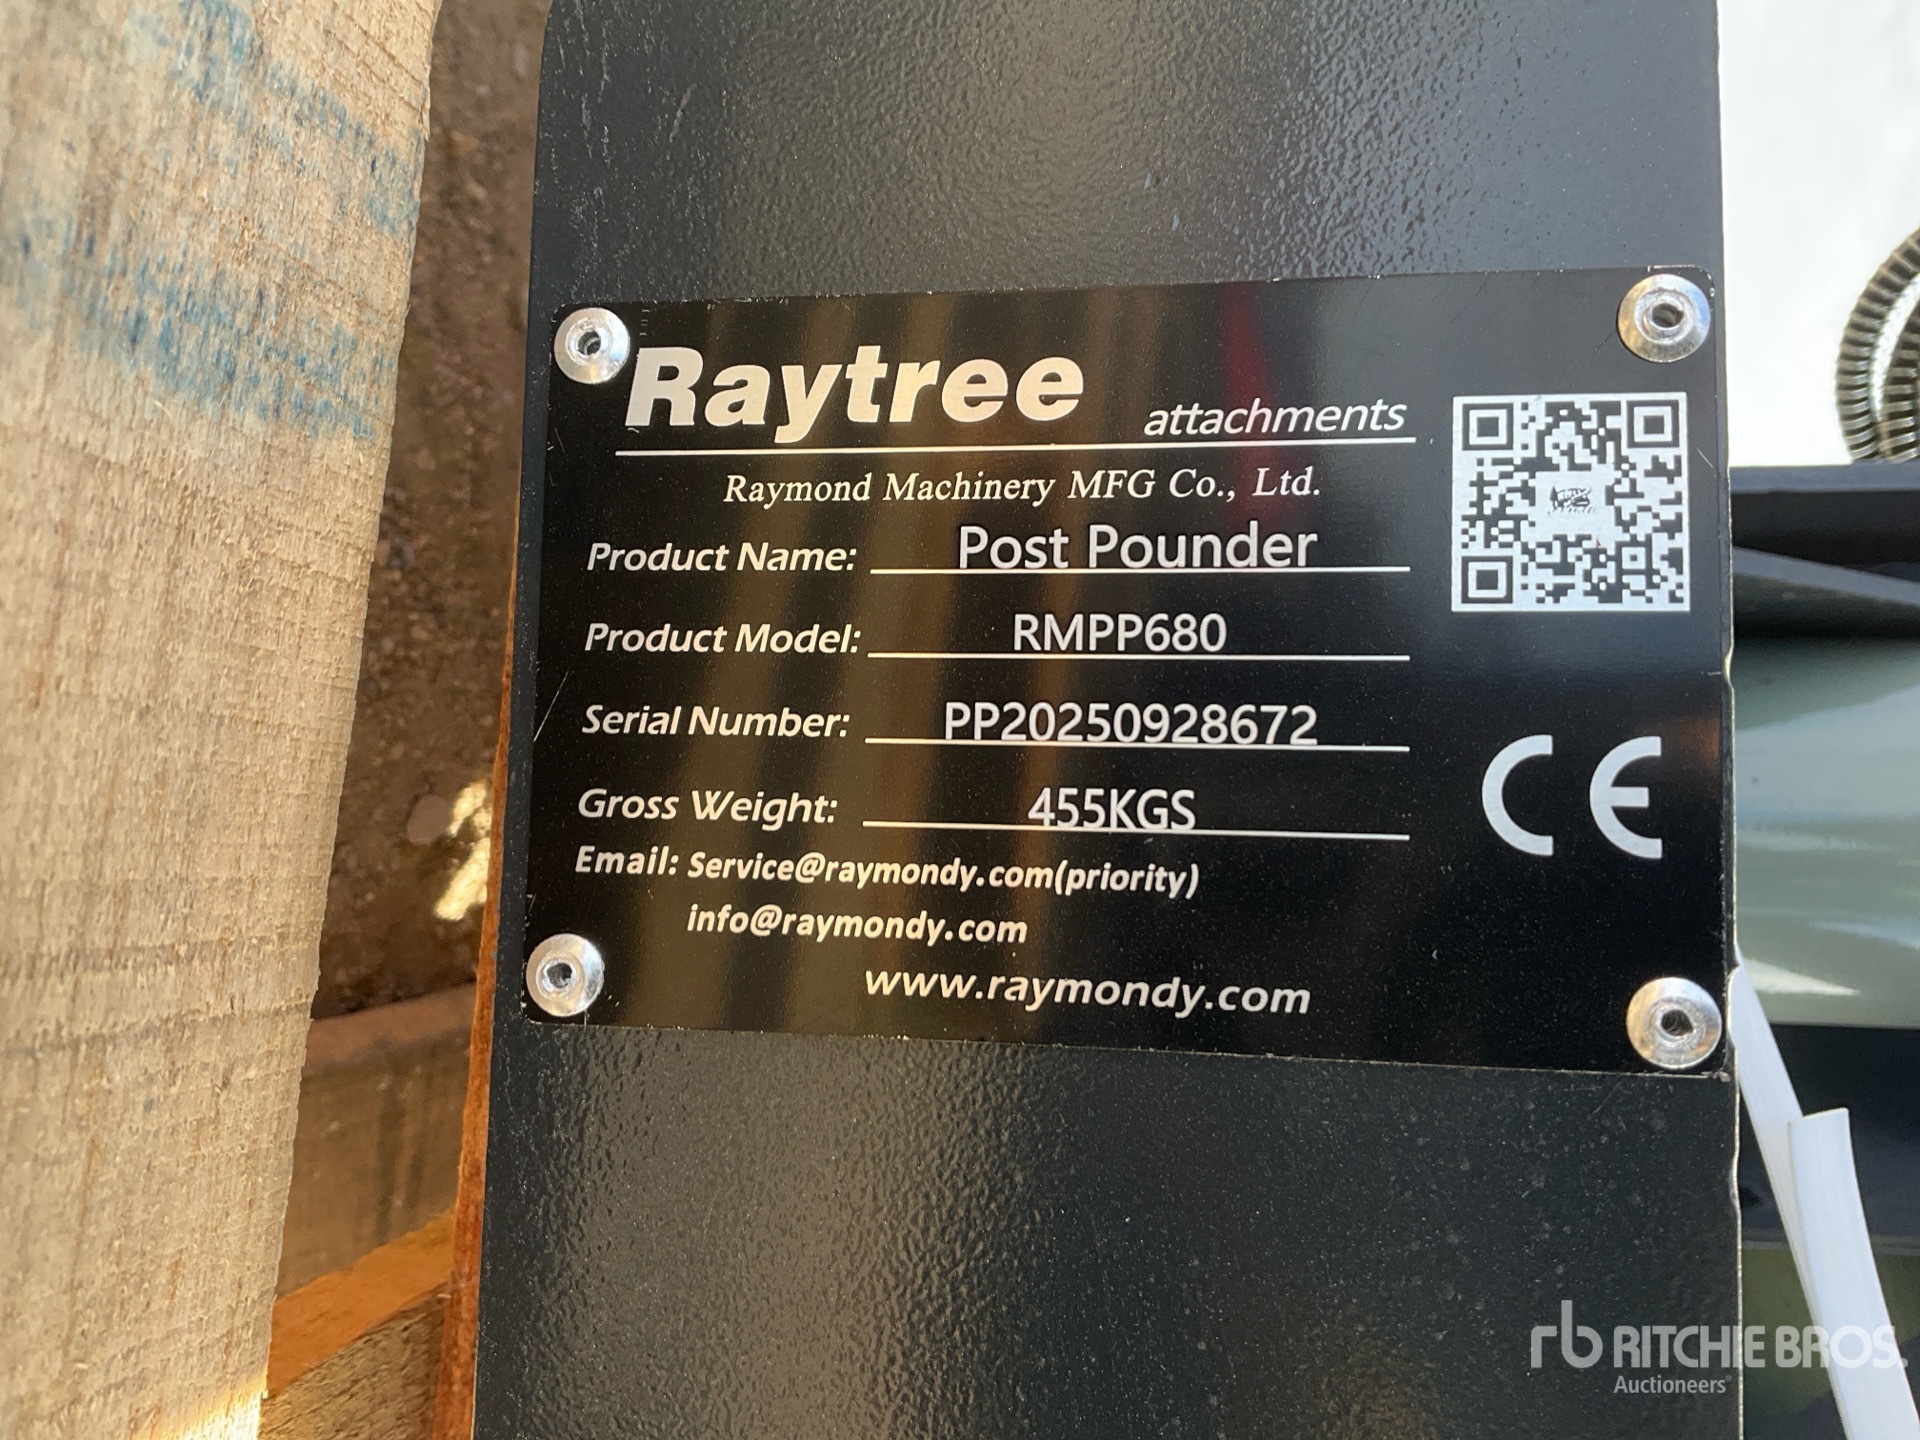 Raytree attachments
Raymond Machinery MFG Co., Ltd.
Product Name: Post Pounder
Product Model: RMPP680
Serial Number: PP20250928672
Gross Weight: 455KGS
Email: Service@raymondy.com(priority)
info@raymondy.com
www.raymondy.com
CE
rb RITCHIE BROS.
Auctioneers